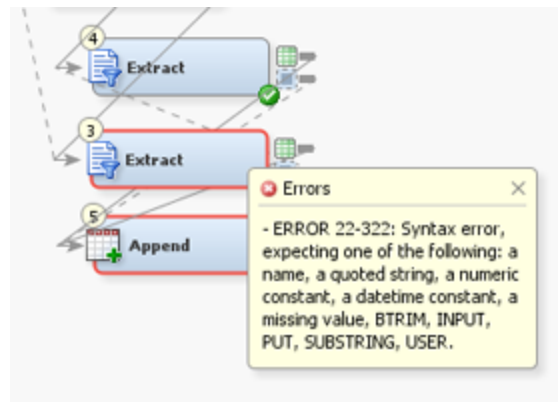 4
Extract
3
Extract
Errors
5
Append
- ERROR 22-322: Syntax error,
expecting one of the following: a
name, a quoted string, a numeric
constant, a datetime constant, a
missing value, BTRIM, INPUT,
PUT, SUBSTRING, USER.